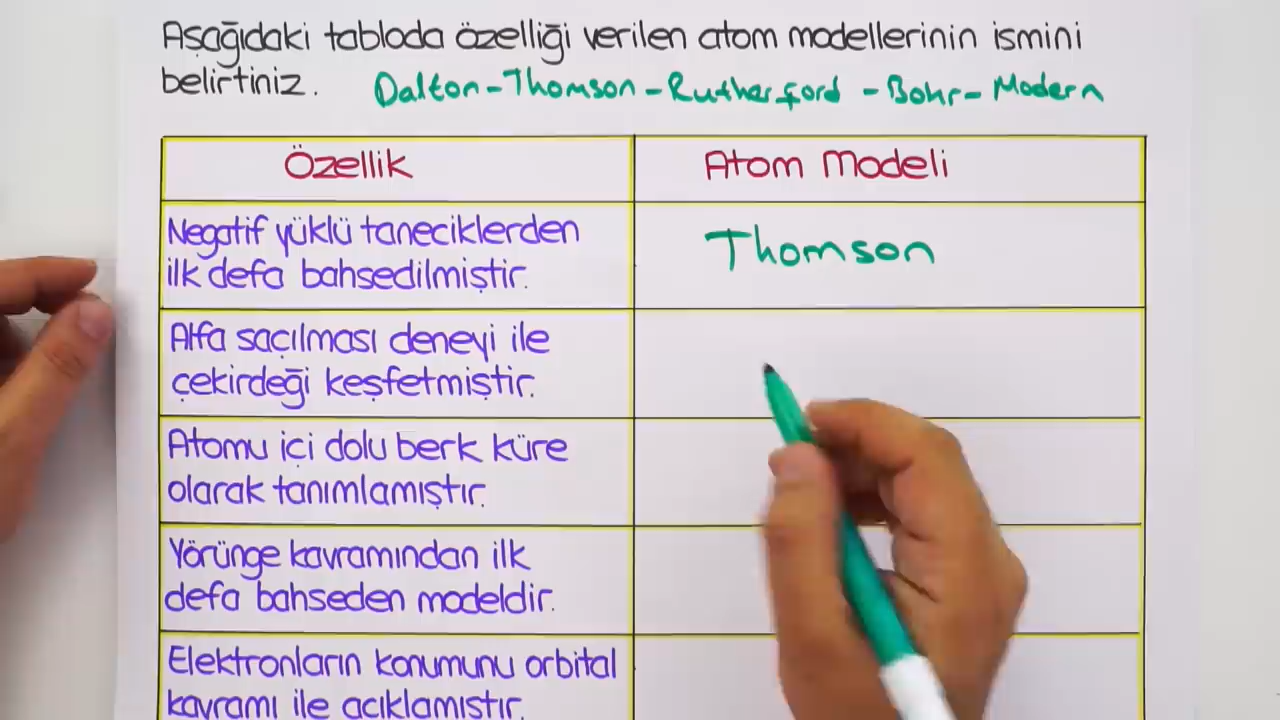 Aşağıdaki tabloda özelliği verilen atom modellerinin ismini
belirtiniz. Dalton-Thomson-Rutherford-Bohr-Modern
Özellik
Atom Modeli
Negatif yüklü taneciklerden
ilk defa bahsedilmiştir.
Thomson
Alfa saçılması deneyi ile
çekirdeği keşfetmiştir.
Atomu içi dolu berk küre
olarak tanımlamıştır.
Yörünge kavramından ilk
defa bahseden modeldir.
Elektronların konumunu orbital
kavramı ile açıklamıştır.